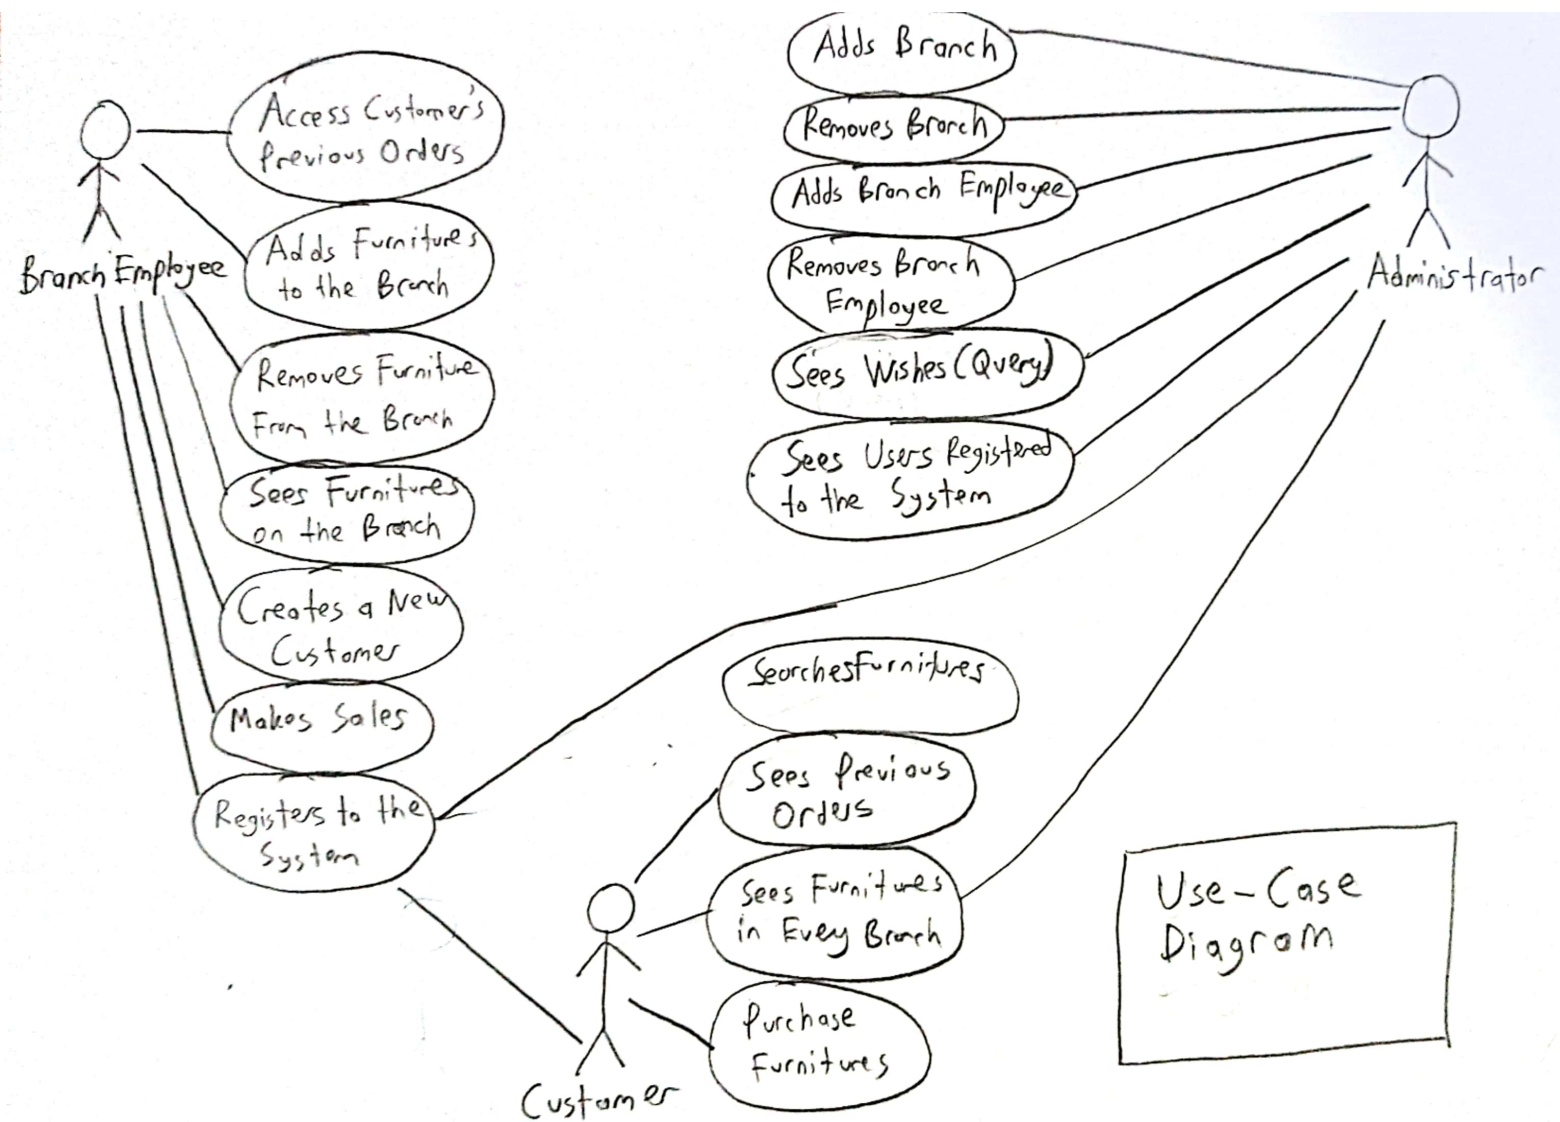 Access Customer's
Previous Orders
Adds Furnitures
to the Branch
Branch Employee
Removes Furniture
From the Branch
Sees Furnitures
on the Branch
Creates a New
Customer
Makes Sales
Registers to the
System
Adds Branch
Removes Branch
Adds Branch Employee
Removes Branch
Employee
Sees Wishes (Query)
Sees Users Registered
to the System
Administrator
Searches Furnitures
Sees Previous
Orders
Sees Furnitures
in Evey Branch
Purchase
Furnitures
Customer
Use-Case
Diagram